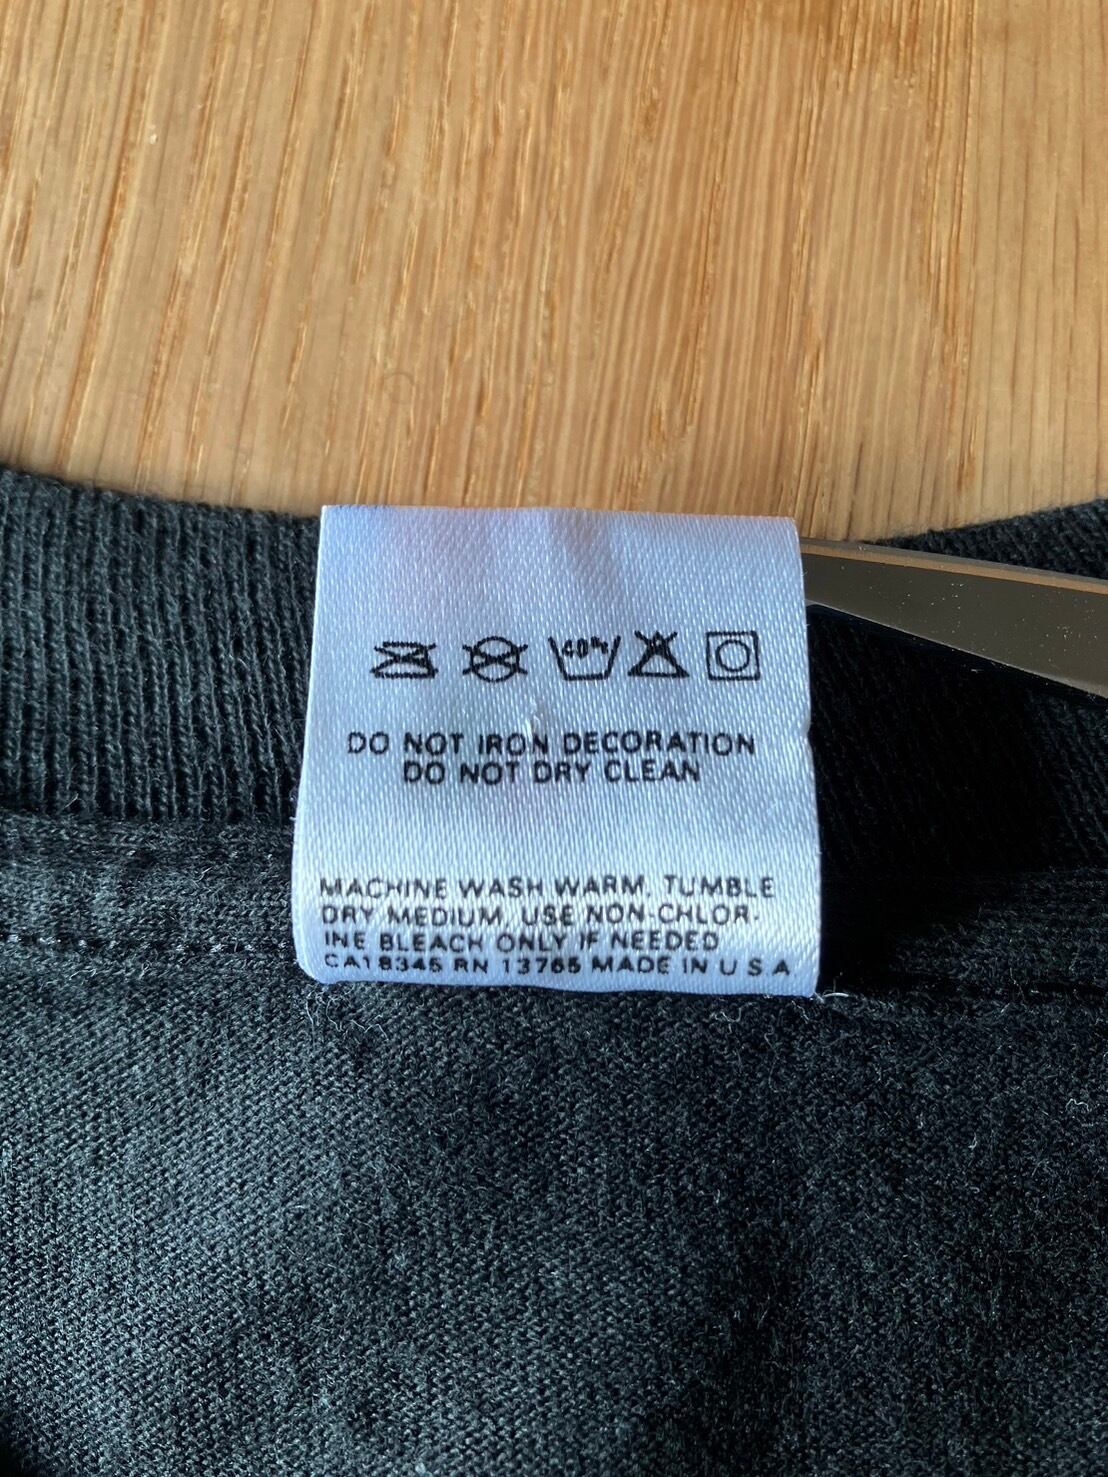 40°
DO NOT IRON DECORATION
DO NOT DRY CLEAN
MACHINE WASH WARM, TUMBLE
DRY MEDIUM, USE NON-CHLOR-
INE BLEACH ONLY IF NEEDED
CA18345 RN 13765 MADE IN U S A